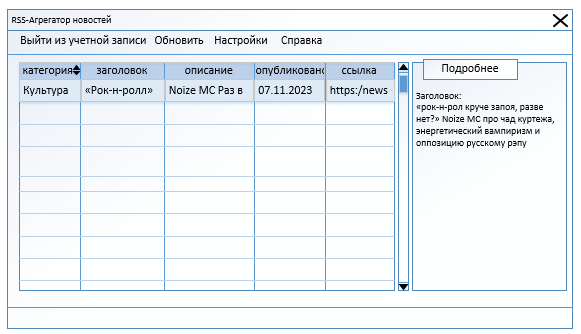 RSS-Агрегатор новостей
Выйти из учетной записи Обновить Настройки Справка
категория заголовок описание опубликовано ссылка
Культура «Рок-н-ролл» Noize MC Раз в 07.11.2023 https:/news
Подробнее
Заголовок:
«рок-н-рол круче запоя, разве
нет?» Noize MC про чад куртежа,
энергетический вампиризм и
оппозицию русскому рэпу